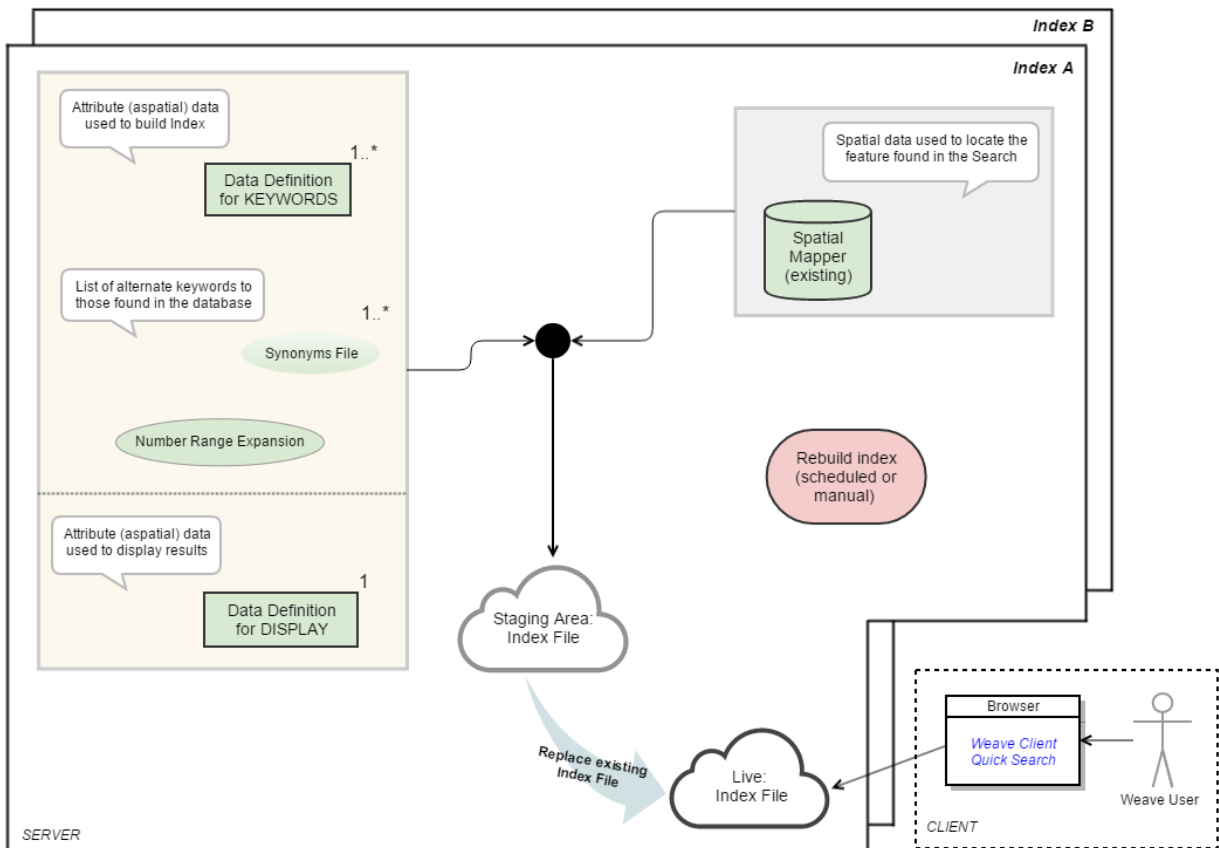 Index B
Index A
Attribute (aspatial) data
used to build Index
1..*
Data Definition
for KEYWORDS
List of alternate keywords to
those found in the database
1..*
Synonyms File
Number Range Expansion
Attribute (aspatial) data
used to display results
1
Data Definition
for DISPLAY
Spatial data used to locate the
feature found in the Search
Spatial
Mapper
(existing)
Rebuild index
(scheduled or
manual)
Staging Area:
Index File
Replace existing
Index File
Live:
Index File
Browser
Weave Client
Quick Search
Weave User
CLIENT
SERVER